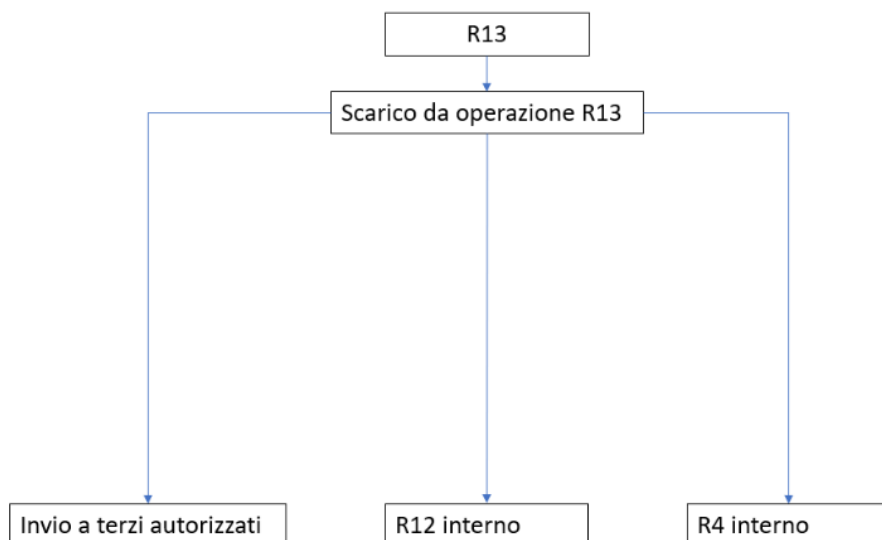 R13
Scarico da operazione R13
Invio a terzi autorizzati
R12 interno
R4 interno